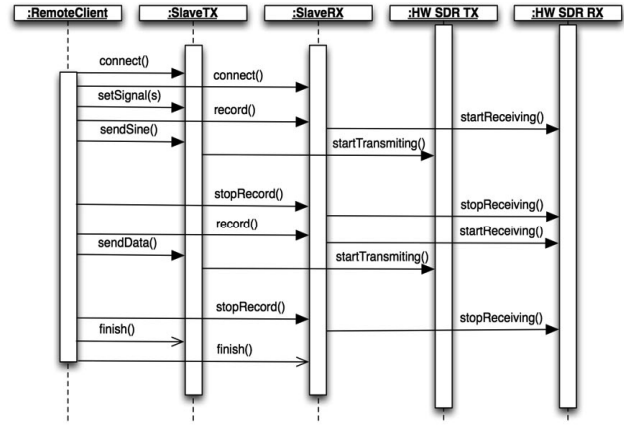 :RemoteClient
:SlaveTX
:SlaveRX
:HW SDR TX
:HW SDR RX
connect()
connect()
setSignal(s)
record()
startReceiving()
sendSine()
startTransmiting()
stopRecord()
stopReceiving()
record()
startReceiving()
sendData()
startTransmiting()
stopRecord()
stopReceiving()
finish()
finish()